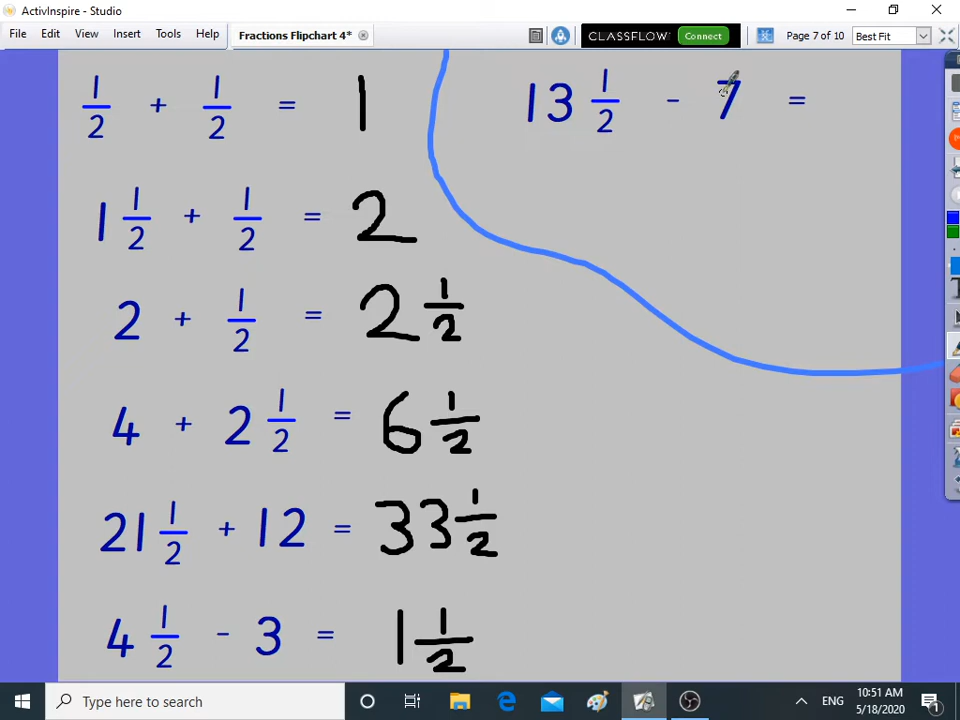 ActivInspire - Studio
File Edit View Insert Tools Help Fractions Flipchart 4* CLASSFLOW Connect Page 7 of 10 Best Fit
1/2 + 1/2 = 1
1 1/2 + 1/2 = 2
2 + 1/2 = 2 1/2
4 + 2 1/2 = 6 1/2
21 1/2 + 12 = 33 1/2
4 1/2 - 3 = 1 1/2
13 1/2 - 7 =
Type here to search
ENG
10:51 AM
5/18/2020
1